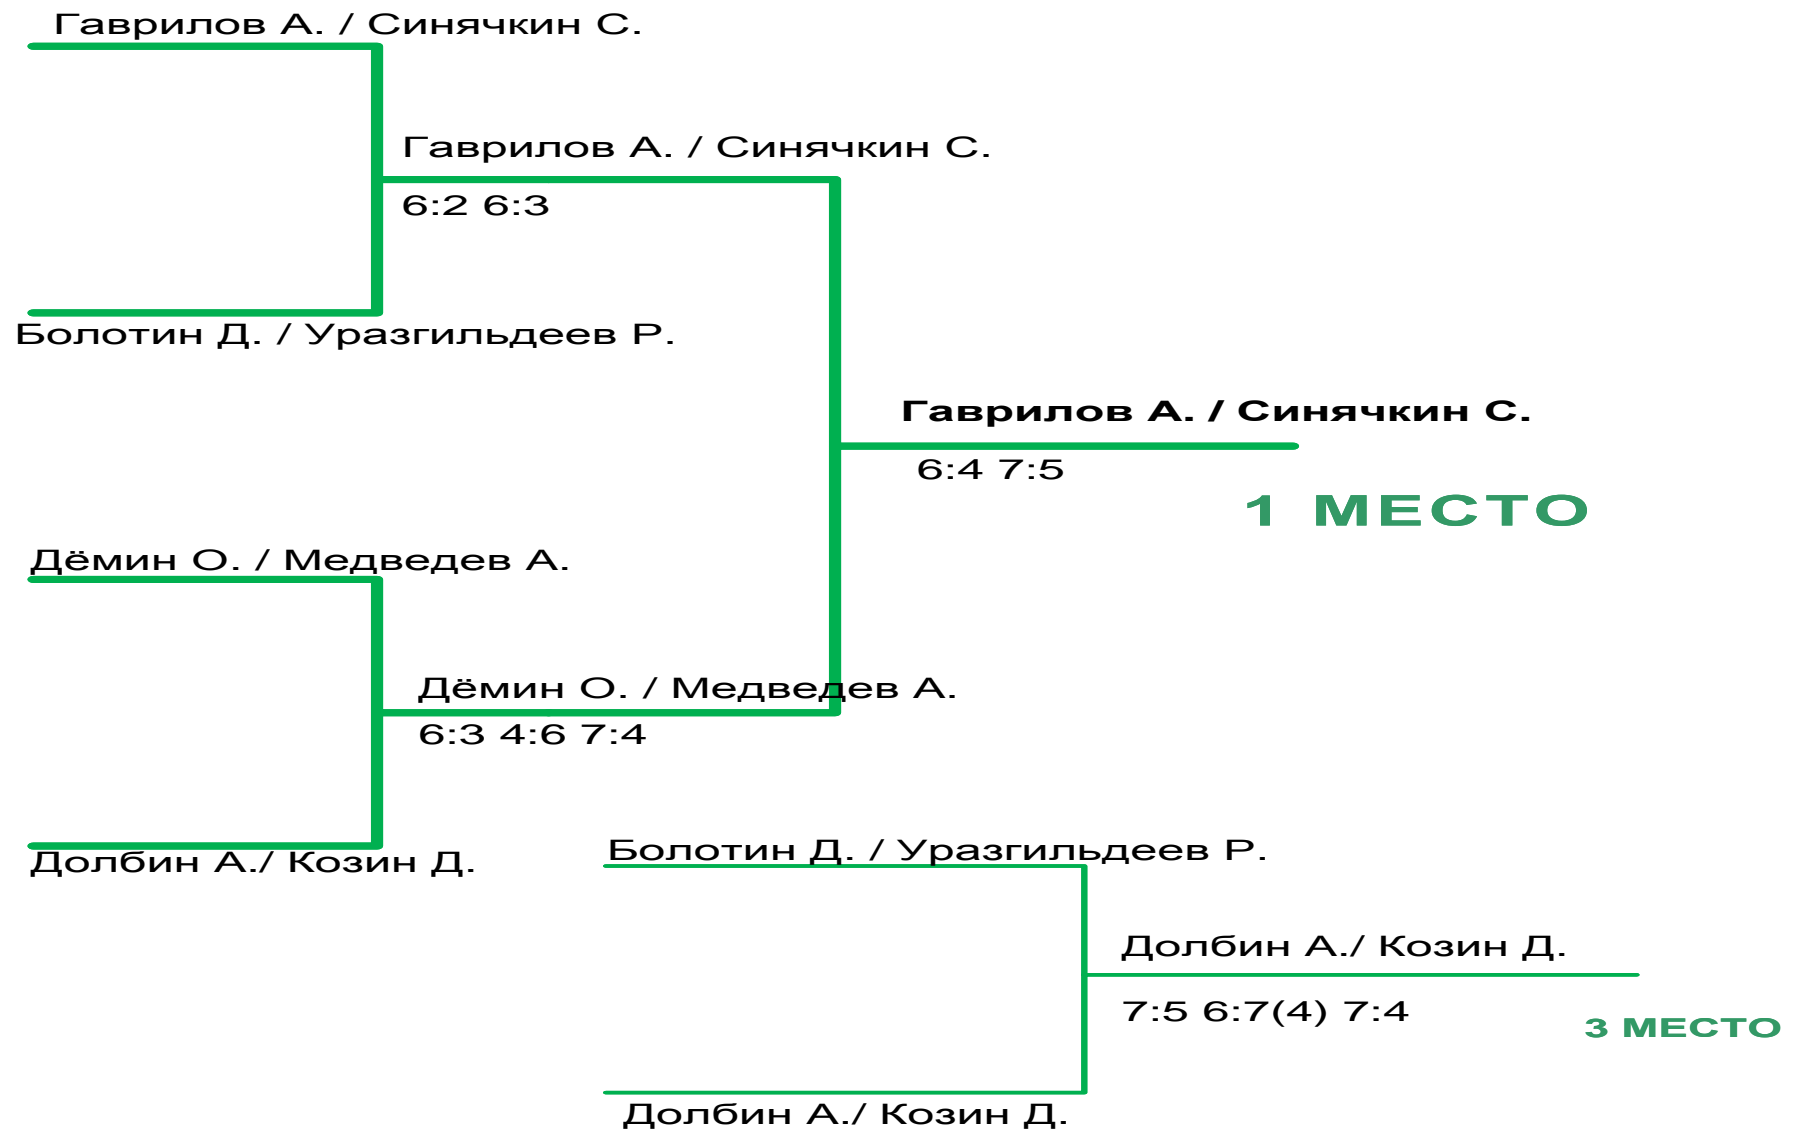 Гаврилов А. / Синячкин С.
Гаврилов А. / Синячкин С.
6:2 6:3
Болотин Д. / Уразгильдеев Р.
Гаврилов А. / Синячкин С.
6:4 7:5
1 МЕСТО
Дёмин О. / Медведев А.
Дёмин О. / Медведев А.
6:3 4:6 7:4
Долбин А./ Козин Д.
Болотин Д. / Уразгильдеев Р.
Долбин А./ Козин Д.
7:5 6:7(4) 7:4
3 МЕСТО
Долбин А./ Козин Д.